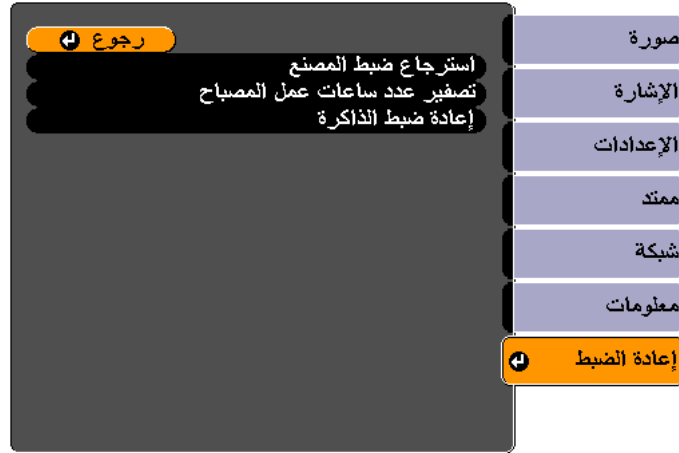 صورة
الإشارة
الإعدادات
ممتد
شبكة
معلومات
إعادة الضبط
رجوع
استرجاع ضبط المصنع
تصفير عدد ساعات عمل المصباح
إعادة ضبط الذاكرة